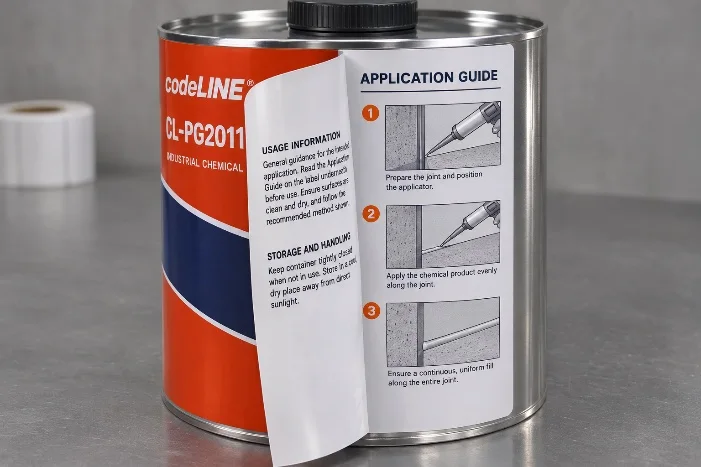 codeLINE®
CL-PG2011
INDUSTRIAL CHEMICAL
USAGE INFORMATION
General guidance for the intended
application. Read the Application
Guide on the label underneath
before use. Ensure surfaces are
clean and dry, and follow the
recommended method shown.
STORAGE AND HANDLING
Keep container tightly closed
when not in use. Store in a cool,
dry place away from direct
sunlight.
APPLICATION GUIDE
1
Prepare the joint and position
the applicator.
2
Apply the chemical product evenly
along the joint.
3
Ensure a continuous, uniform fill
along the entire joint.